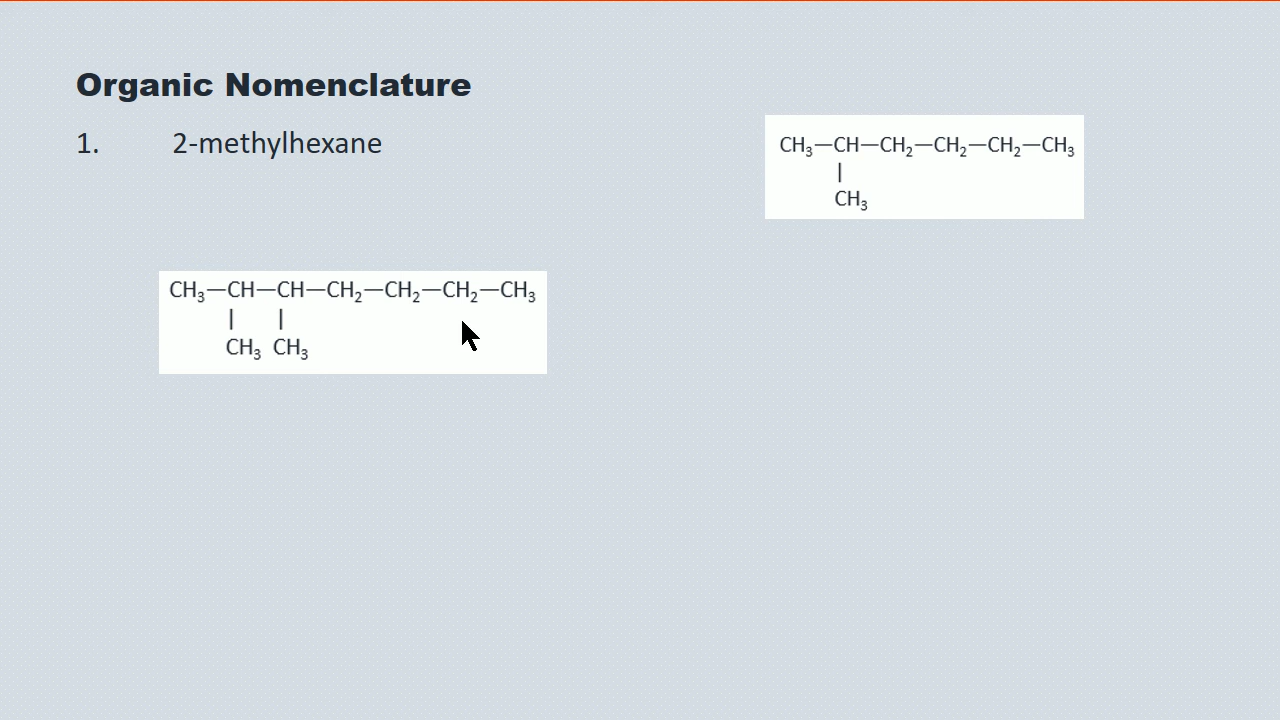 Organic Nomenclature
1. 2-methylhexane
CH₃—CH—CH₂—CH₂—CH₂—CH₃
|
CH₃
CH₃—CH—CH—CH₂—CH₂—CH₂—CH₃
| |
CH₃ CH₃